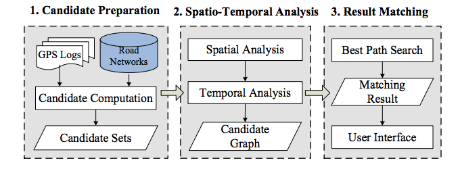 1. Candidate Preparation
GPS Logs
Road
Networks
Candidate Computation
Candidate Sets
2. Spatio-Temporal Analysis
Spatial Analysis
Temporal Analysis
Candidate
Graph
3. Result Matching
Best Path Search
Matching
Result
User Interface